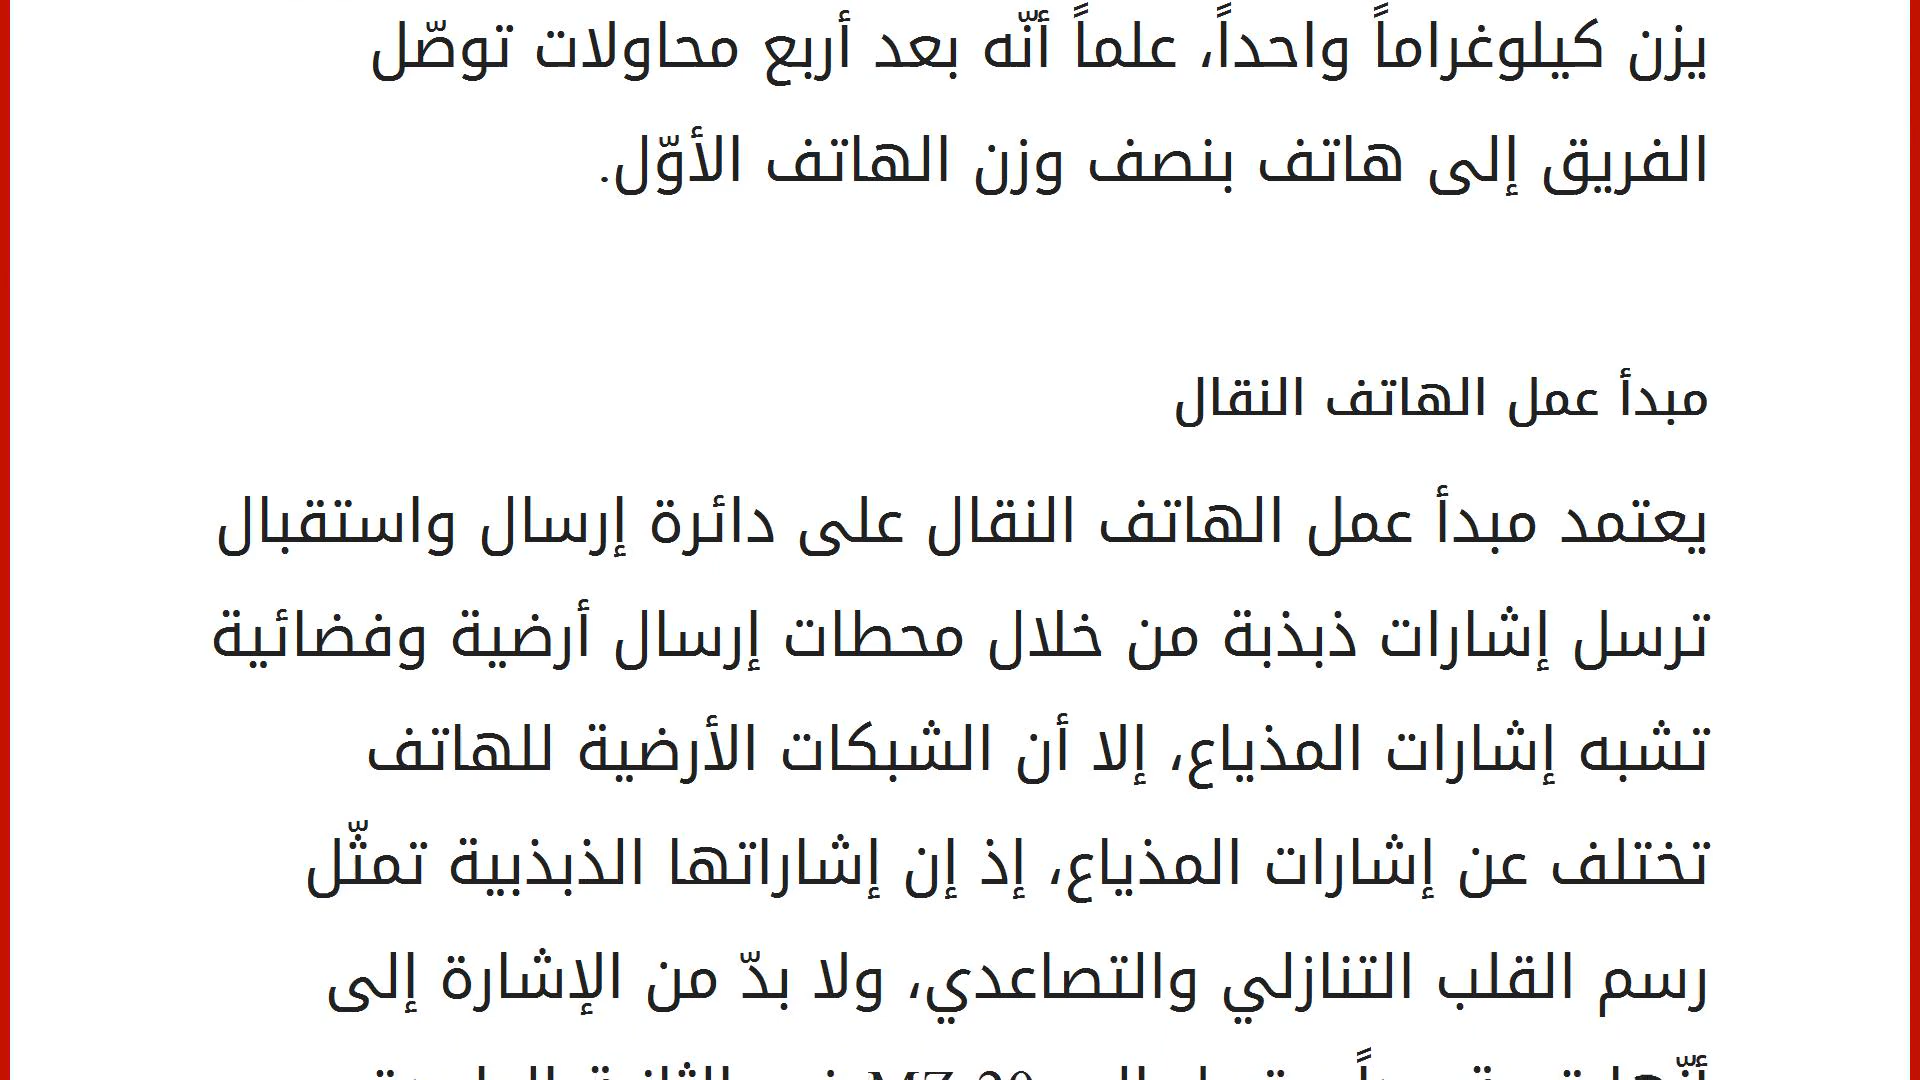 يزن كيلوغراماً واحداً، علماً أنّه بعد أربع محاولات توصّل
الفريق إلى هاتف بنصف وزن الهاتف الأوّل.
مبدأ عمل الهاتف النقال
يعتمد مبدأ عمل الهاتف النقال على دائرة إرسال واستقبال
ترسل إشارات ذبذبة من خلال محطات إرسال أرضية وفضائية
تشبه إشارات المذياع، إلا أن الشبكات الأرضية للهاتف
تختلف عن إشارات المذياع، إذ إن إشاراتها الذبذبية تمثّل
رسم القلب التنازلي والتصاعدي، ولا بدّ من الإشارة إلى